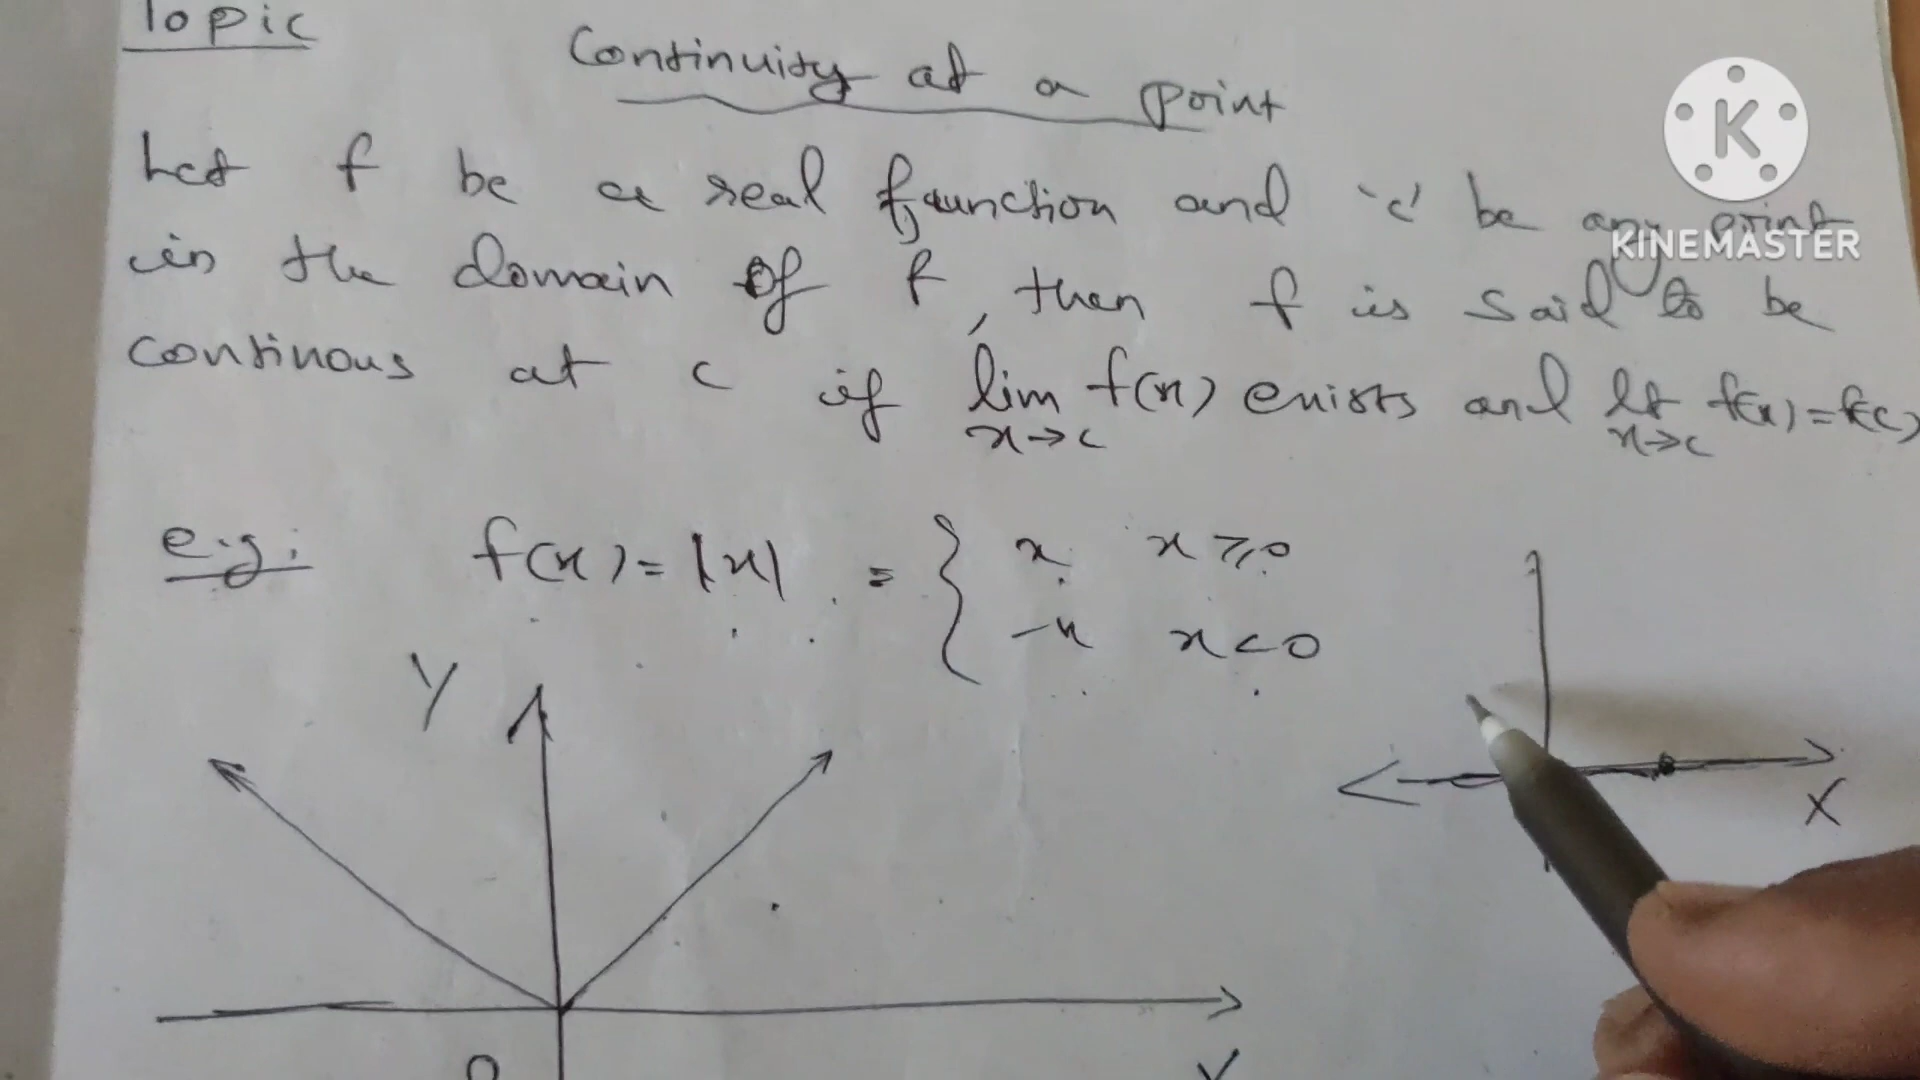 Topic
Continuity at a point
Let f be a real function and 'c' be any point
in the domain of f, then f is said to be
continous at c if lim f(x) exists and lt f(x)=f(c)
x→c x→c
e.g: f(x) = |x| = { x x ≥ 0
-x x < 0
Y
X
O
K
KINEMASTER